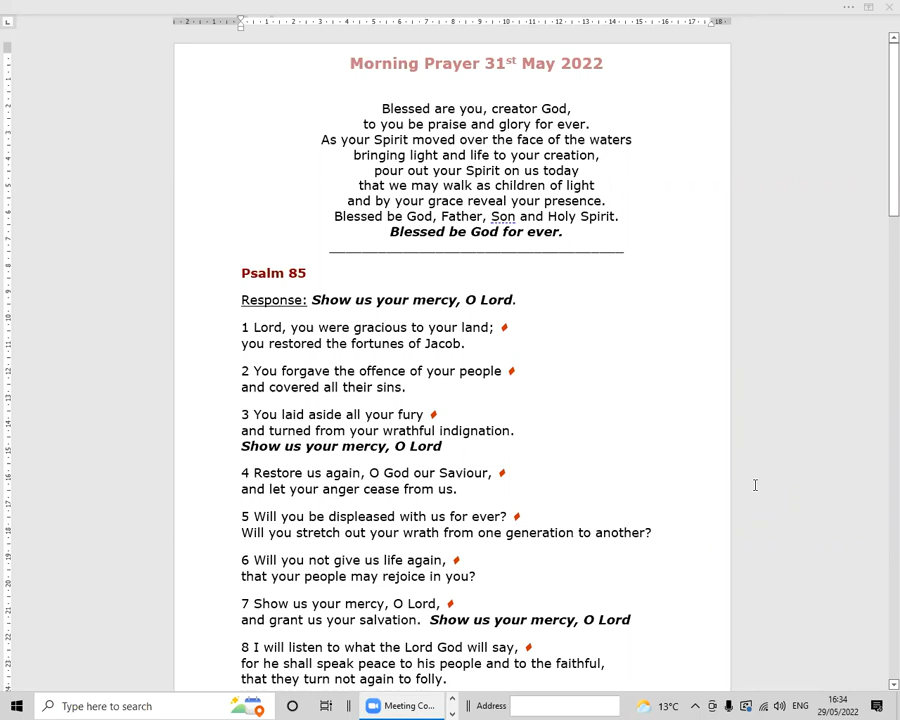 Morning Prayer 31st May 2022
Blessed are you, creator God,
to you be praise and glory for ever.
As your Spirit moved over the face of the waters
bringing light and life to your creation,
pour out your Spirit on us today
that we may walk as children of light
and by your grace reveal your presence.
Blessed be God, Father, Son and Holy Spirit.
Blessed be God for ever.
Psalm 85
Response: Show us your mercy, O Lord.
1 Lord, you were gracious to your land; ♦
you restored the fortunes of Jacob.
2 You forgave the offence of your people ♦
and covered all their sins.
3 You laid aside all your fury ♦
and turned from your wrathful indignation.
Show us your mercy, O Lord
4 Restore us again, O God our Saviour, ♦
and let your anger cease from us.
5 Will you be displeased with us for ever? ♦
Will you stretch out your wrath from one generation to another?
6 Will you not give us life again, ♦
that your people may rejoice in you?
7 Show us your mercy, O Lord, ♦
and grant us your salvation. Show us your mercy, O Lord
8 I will listen to what the Lord God will say, ♦
for he shall speak peace to his people and to the faithful,
that they turn not again to folly.
Type here to search
Meeting Co...
Address
13°C
ENG
16:34
29/05/2022